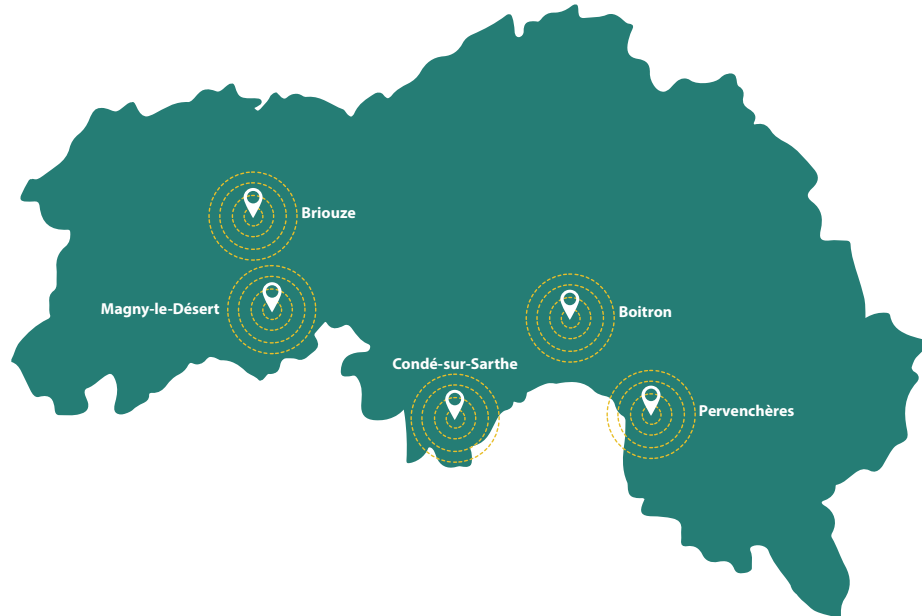 Briouze
Magny-le-Désert
Boitron
Condé-sur-Sarthe
Pervenchères